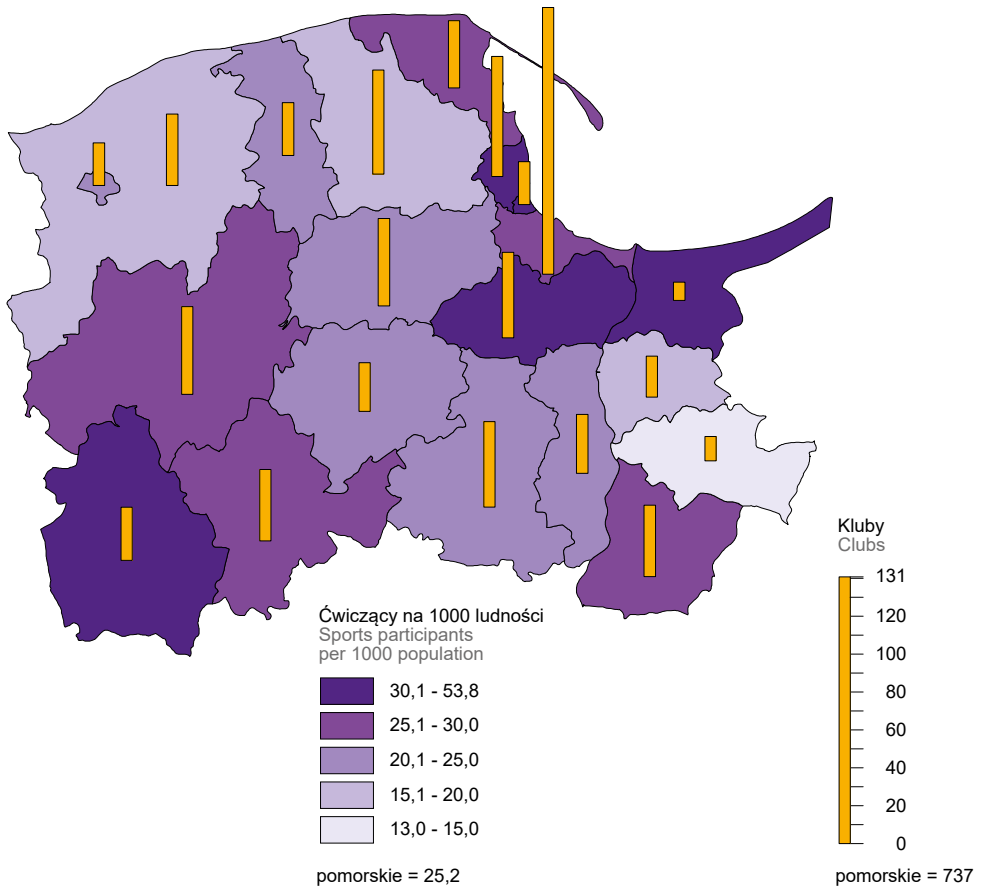 Kluby
Clubs
131
120
100
80
60
40
20
0
pomorskie = 737
Ćwiczący na 1000 ludności
Sports participants
per 1000 population
30,1 - 53,8
25,1 - 30,0
20,1 - 25,0
15,1 - 20,0
13,0 - 15,0
pomorskie = 25,2